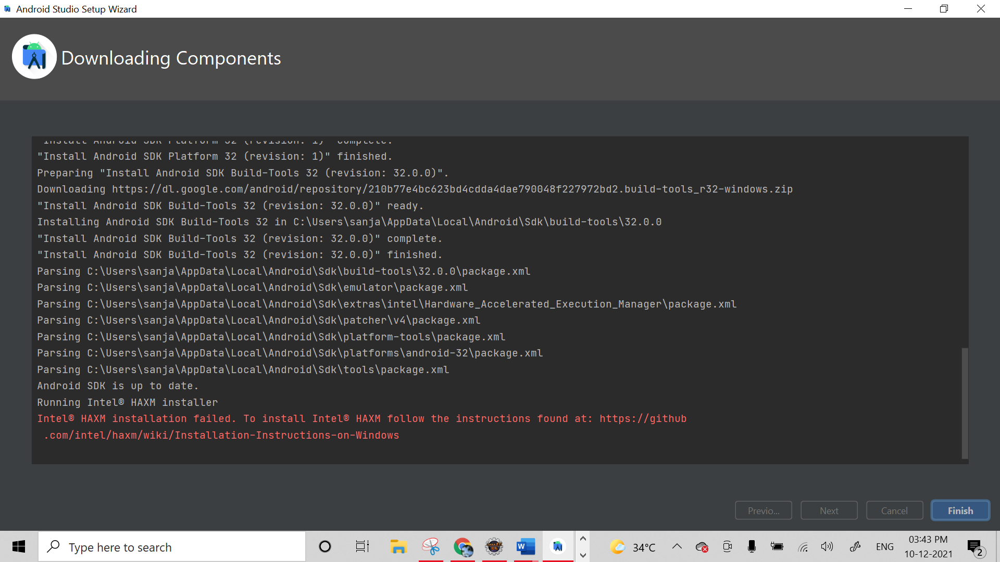 Android Studio Setup Wizard
Downloading Components
"Install Android SDK Platform 32 (revision: 1)" complete.
"Install Android SDK Platform 32 (revision: 1)" finished.
Preparing "Install Android SDK Build-Tools 32 (revision: 32.0.0)".
Downloading https://dl.google.com/android/repository/210b77e4bc623bd4cdda4dae790048f227972bd2.build-tools_r32-windows.zip
"Install Android SDK Build-Tools 32 (revision: 32.0.0)" ready.
Installing Android SDK Build-Tools 32 in C:\Users\sanja\AppData\Local\Android\Sdk\build-tools\32.0.0
"Install Android SDK Build-Tools 32 (revision: 32.0.0)" complete.
"Install Android SDK Build-Tools 32 (revision: 32.0.0)" finished.
Parsing C:\Users\sanja\AppData\Local\Android\Sdk\build-tools\32.0.0\package.xml
Parsing C:\Users\sanja\AppData\Local\Android\Sdk\emulator\package.xml
Parsing C:\Users\sanja\AppData\Local\Android\Sdk\extras\intel\Hardware_Accelerated_Execution_Manager\package.xml
Parsing C:\Users\sanja\AppData\Local\Android\Sdk\patcher\v4\package.xml
Parsing C:\Users\sanja\AppData\Local\Android\Sdk\platform-tools\package.xml
Parsing C:\Users\sanja\AppData\Local\Android\Sdk\platforms\android-32\package.xml
Parsing C:\Users\sanja\AppData\Local\Android\Sdk\tools\package.xml
Android SDK is up to date.
Running Intel® HAXM installer
Intel® HAXM installation failed. To install Intel® HAXM follow the instructions found at: https://github
.com/intel/haxm/wiki/Installation-Instructions-on-Windows
Previo... Next Cancel Finish
Type here to search
Java EE
IDE
W
34°C
ENG
03:43 PM
10-12-2021
2